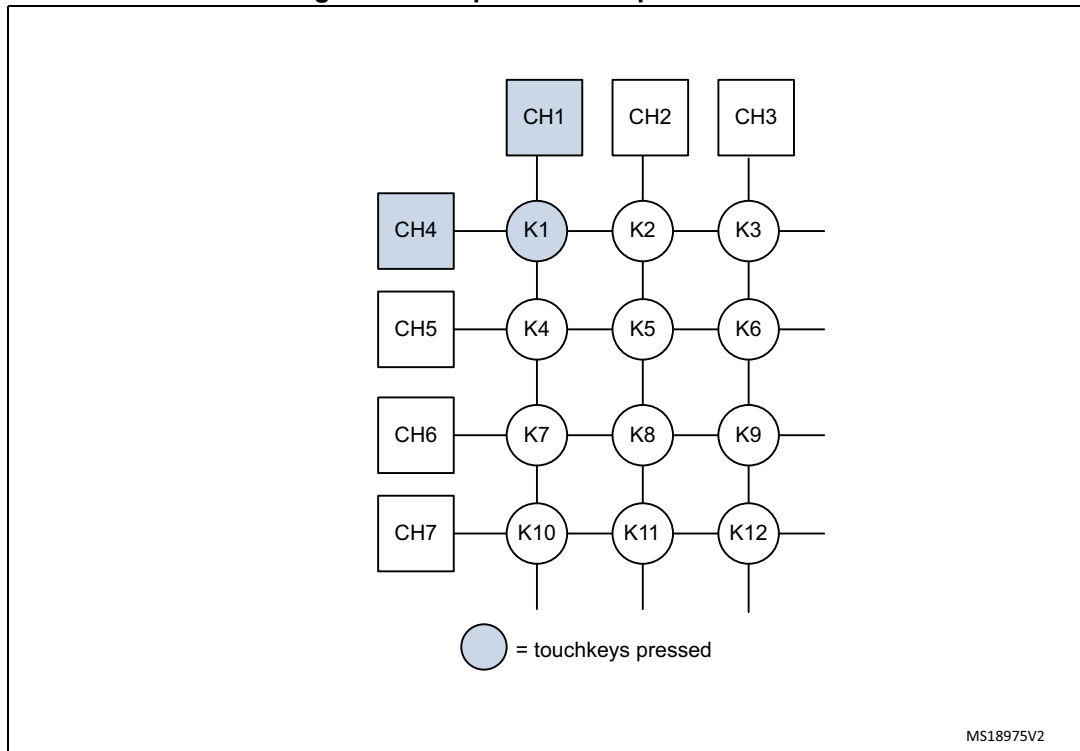 CH1 CH2 CH3
CH4 K1 K2 K3
CH5 K4 K5 K6
CH6 K7 K8 K9
CH7 K10 K11 K12
= touchkeys pressed
MS18975V2